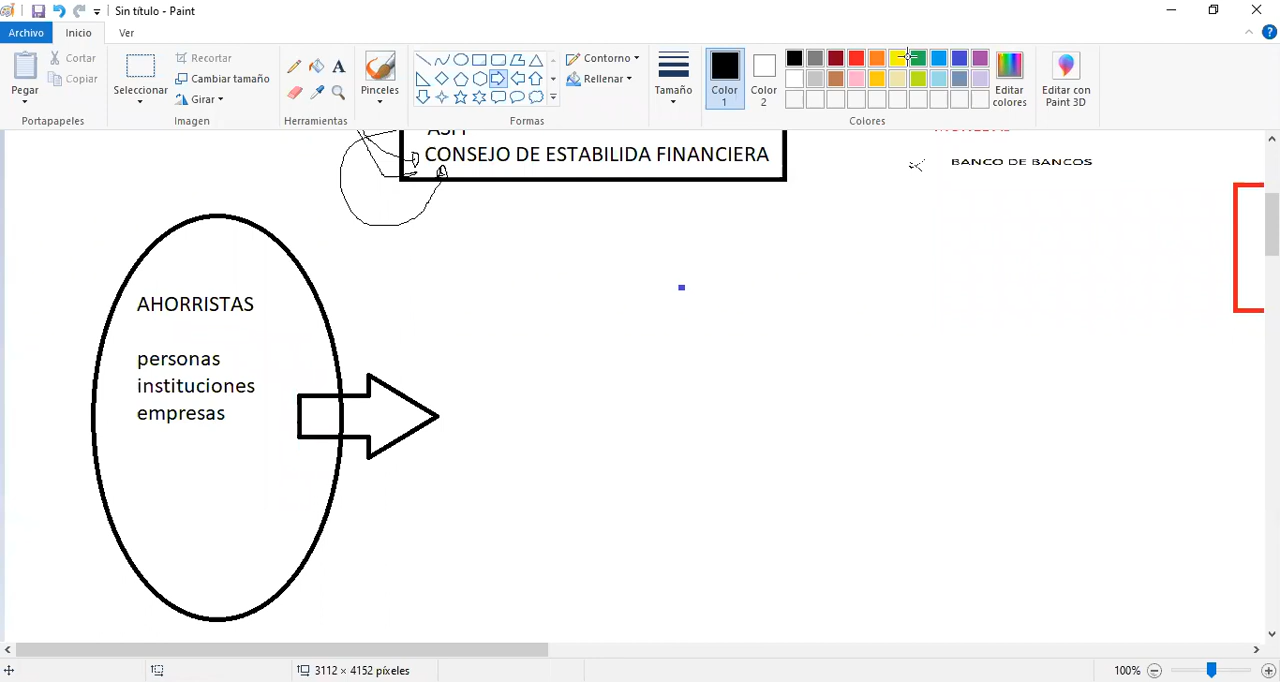 Sin título - Paint
Archivo Inicio Ver
Pegar
Cortar
Copiar
Portapapeles
Seleccionar
Recortar
Cambiar tamaño
Girar
Imagen
Herramientas
Pinceles
Contorno
Rellenar
Formas
Tamaño
Color
1
Color
2
Editar
colores
Colores
Editar con
Paint 3D
CONSEJO DE ESTABILIDA FINANCIERA
BANCO DE BANCOS
AHORRISTAS
personas
instituciones
empresas
3112 × 4152 píxeles
100%